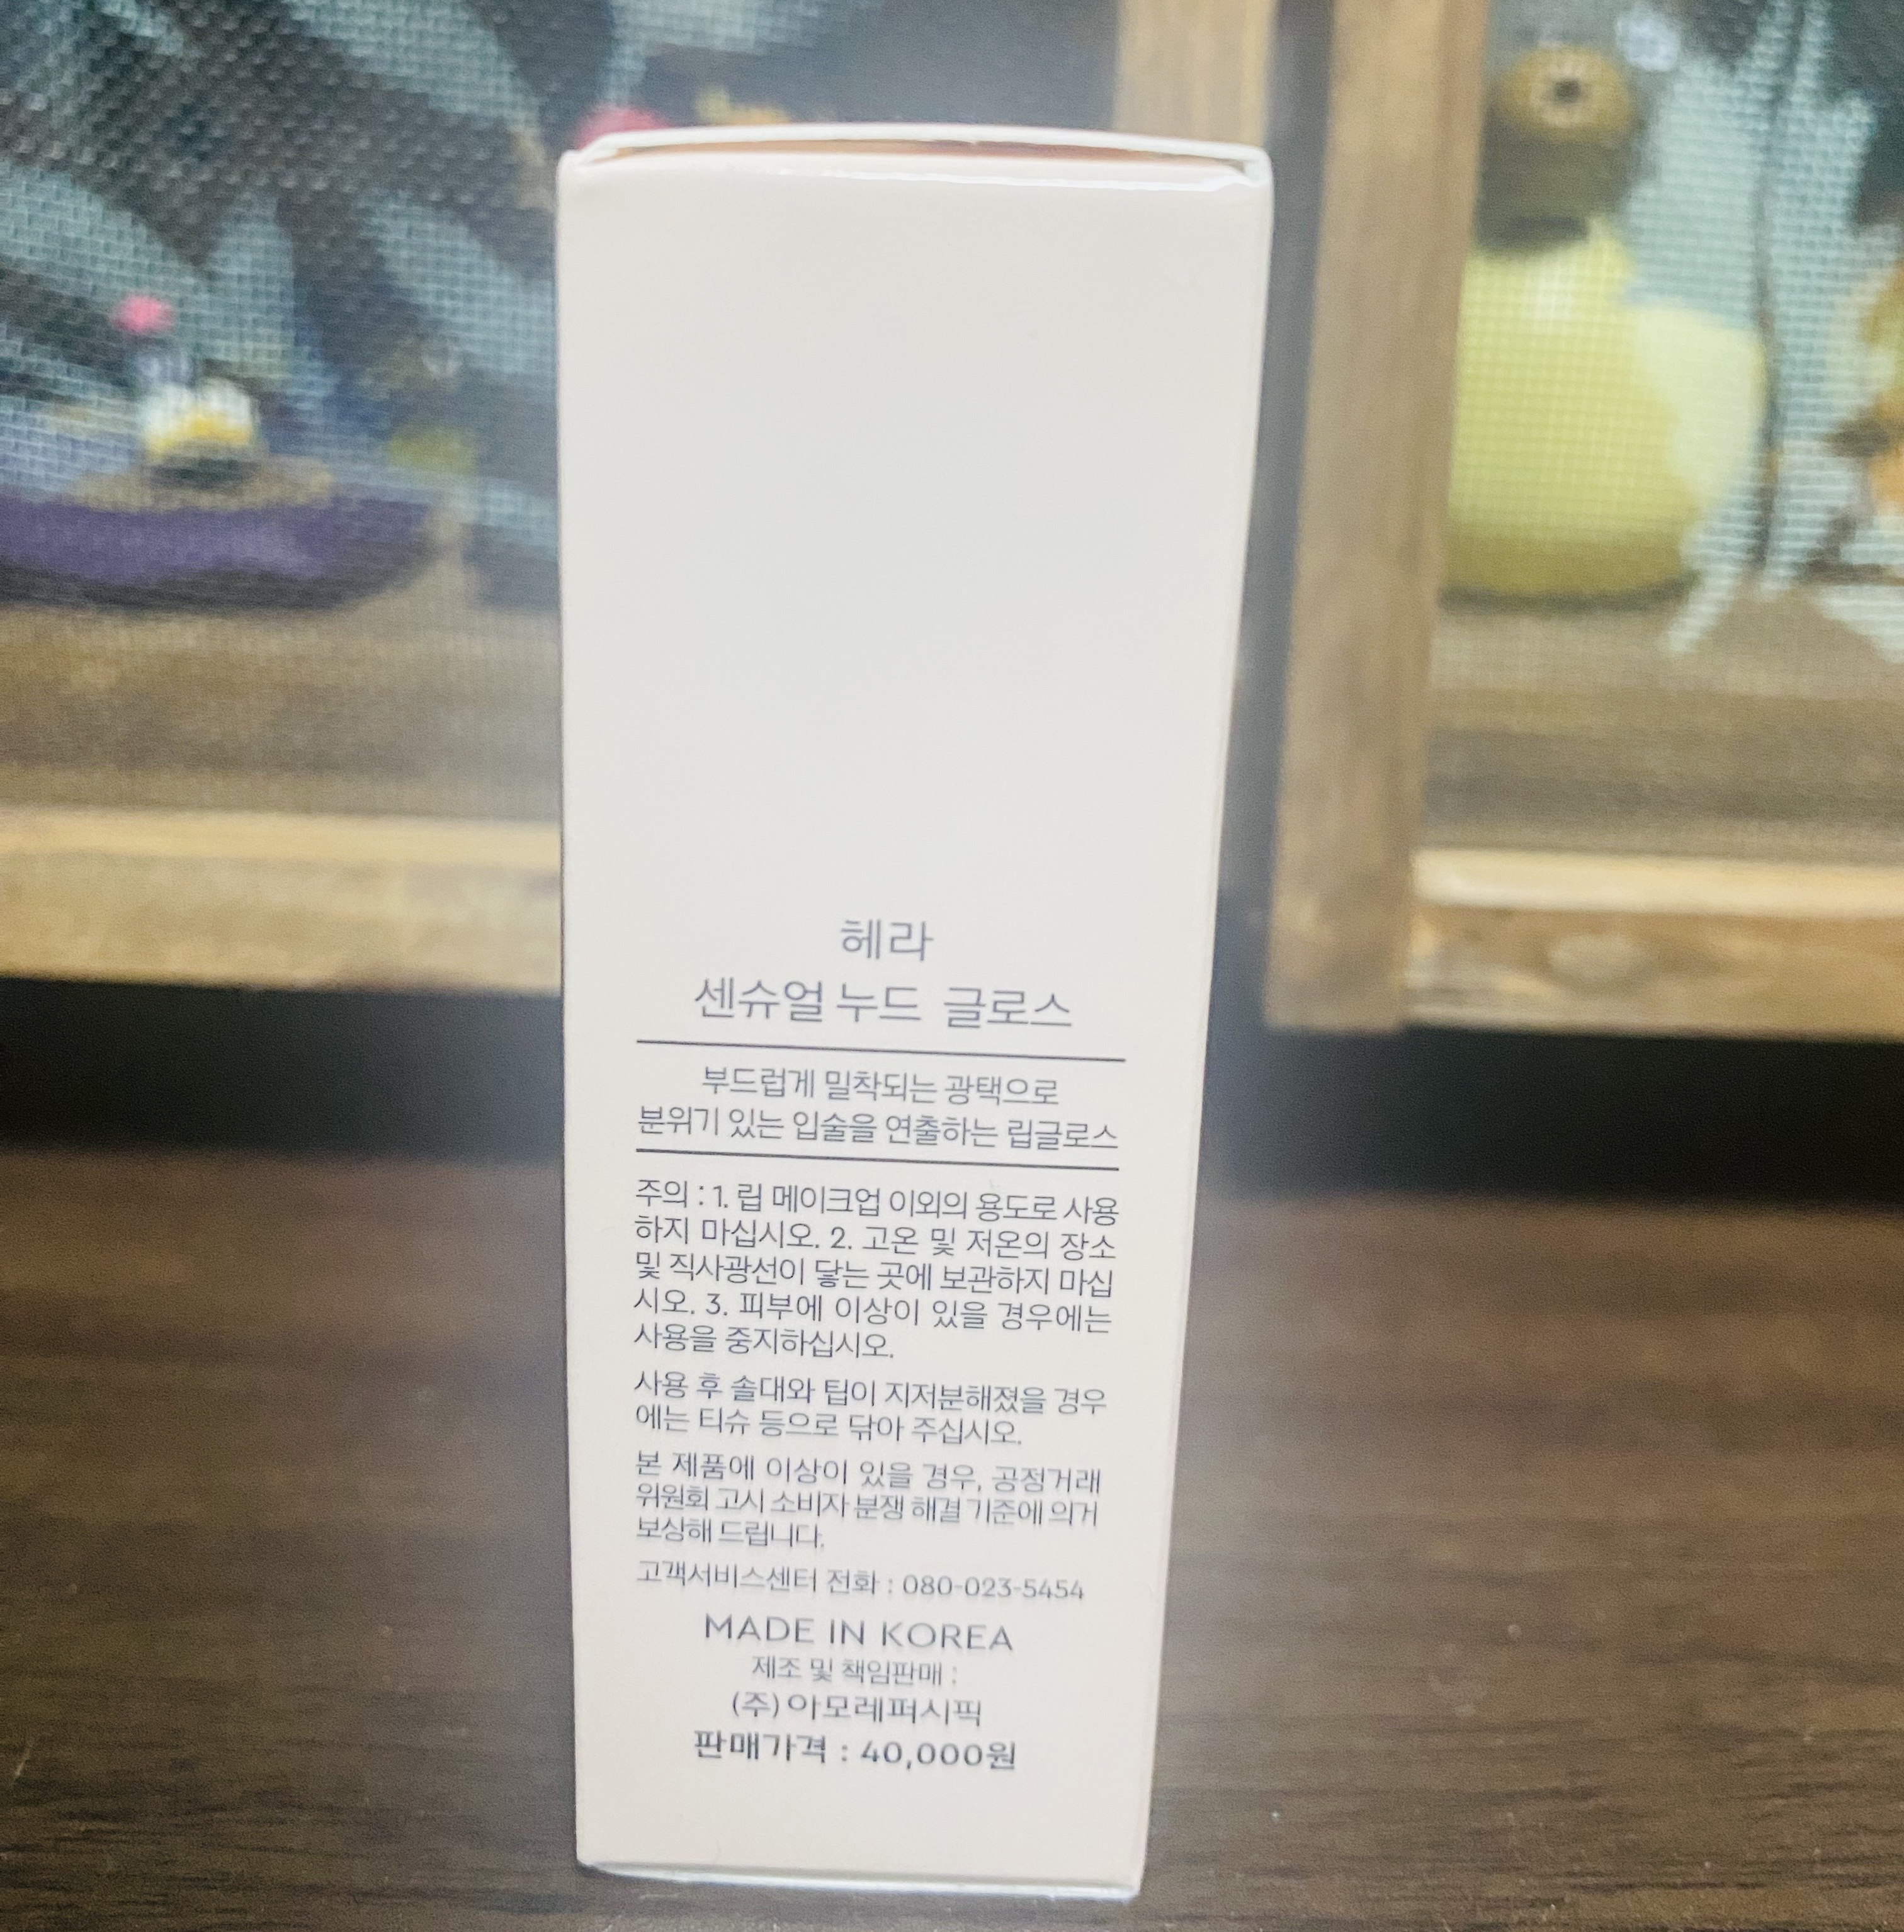 헤라
센슈얼 누드 글로스
부드럽게 밀착되는 광택으로
분위기 있는 입술을 연출하는 립글로스
주의 : 1. 립 메이크업 이외의 용도로 사용
하지 마십시오. 2. 고온 및 저온의 장소
및 직사광선이 닿는 곳에 보관하지 마십
시오. 3. 피부에 이상이 있을 경우에는
사용을 중지하십시오.
사용 후 솔대와 팁이 지저분해졌을 경우
에는 티슈 등으로 닦아 주십시오.
본 제품에 이상이 있을 경우, 공정거래
위원회 고시 소비자 분쟁 해결 기준에 의거
보상해 드립니다.
고객서비스센터 전화 : 080-023-5454
MADE IN KOREA
제조 및 책임판매 :
(주)아모레퍼시픽
판매가격 : 40,000원